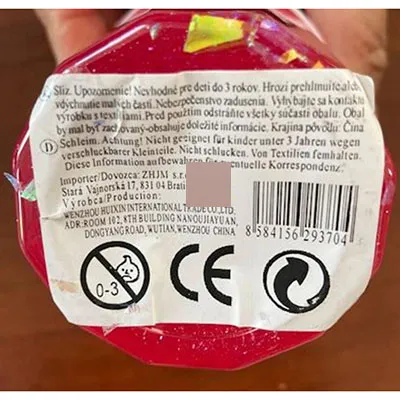 Sliz. Upozornenie! Nevhodné pre deti do 3 rokov. Hrozí prehltnutie aleb
vdýchnutie malých častí. Nebezpečenstvo zadusenia. Vyhýbajte sa kontaktu
výrobku s textíliami. Pred použitím odstráňte všetky súčasti obalu. Obal
by mal byť zachovaný-obsahuje dôležité informácie. Krajina pôvodu: Čína
D Schleim. Achtung! Nicht geeignet für kinder unter 3 Jahren wegen
verschluckbarer Kleinteile. Nicht schlucken. Von Textilien fernhalten.
Diese Information aufbewahren für eventuelle Korrespondenz.
Importer/Dovozca: ZHJM s.r.
Stará Vajnorská 17, 831 04 Brati
Výrobca/Production:
WENZHOU HUIXIN INTERNATIONAL TRADE CO.,LTD.
ADR:ROOM 102, 8TH BUILDING NANOUJIAYUAN,
DONGYANG ROAD, WUTIAN, WENZHOU CHINA
8 584156 293704
0-3
CE